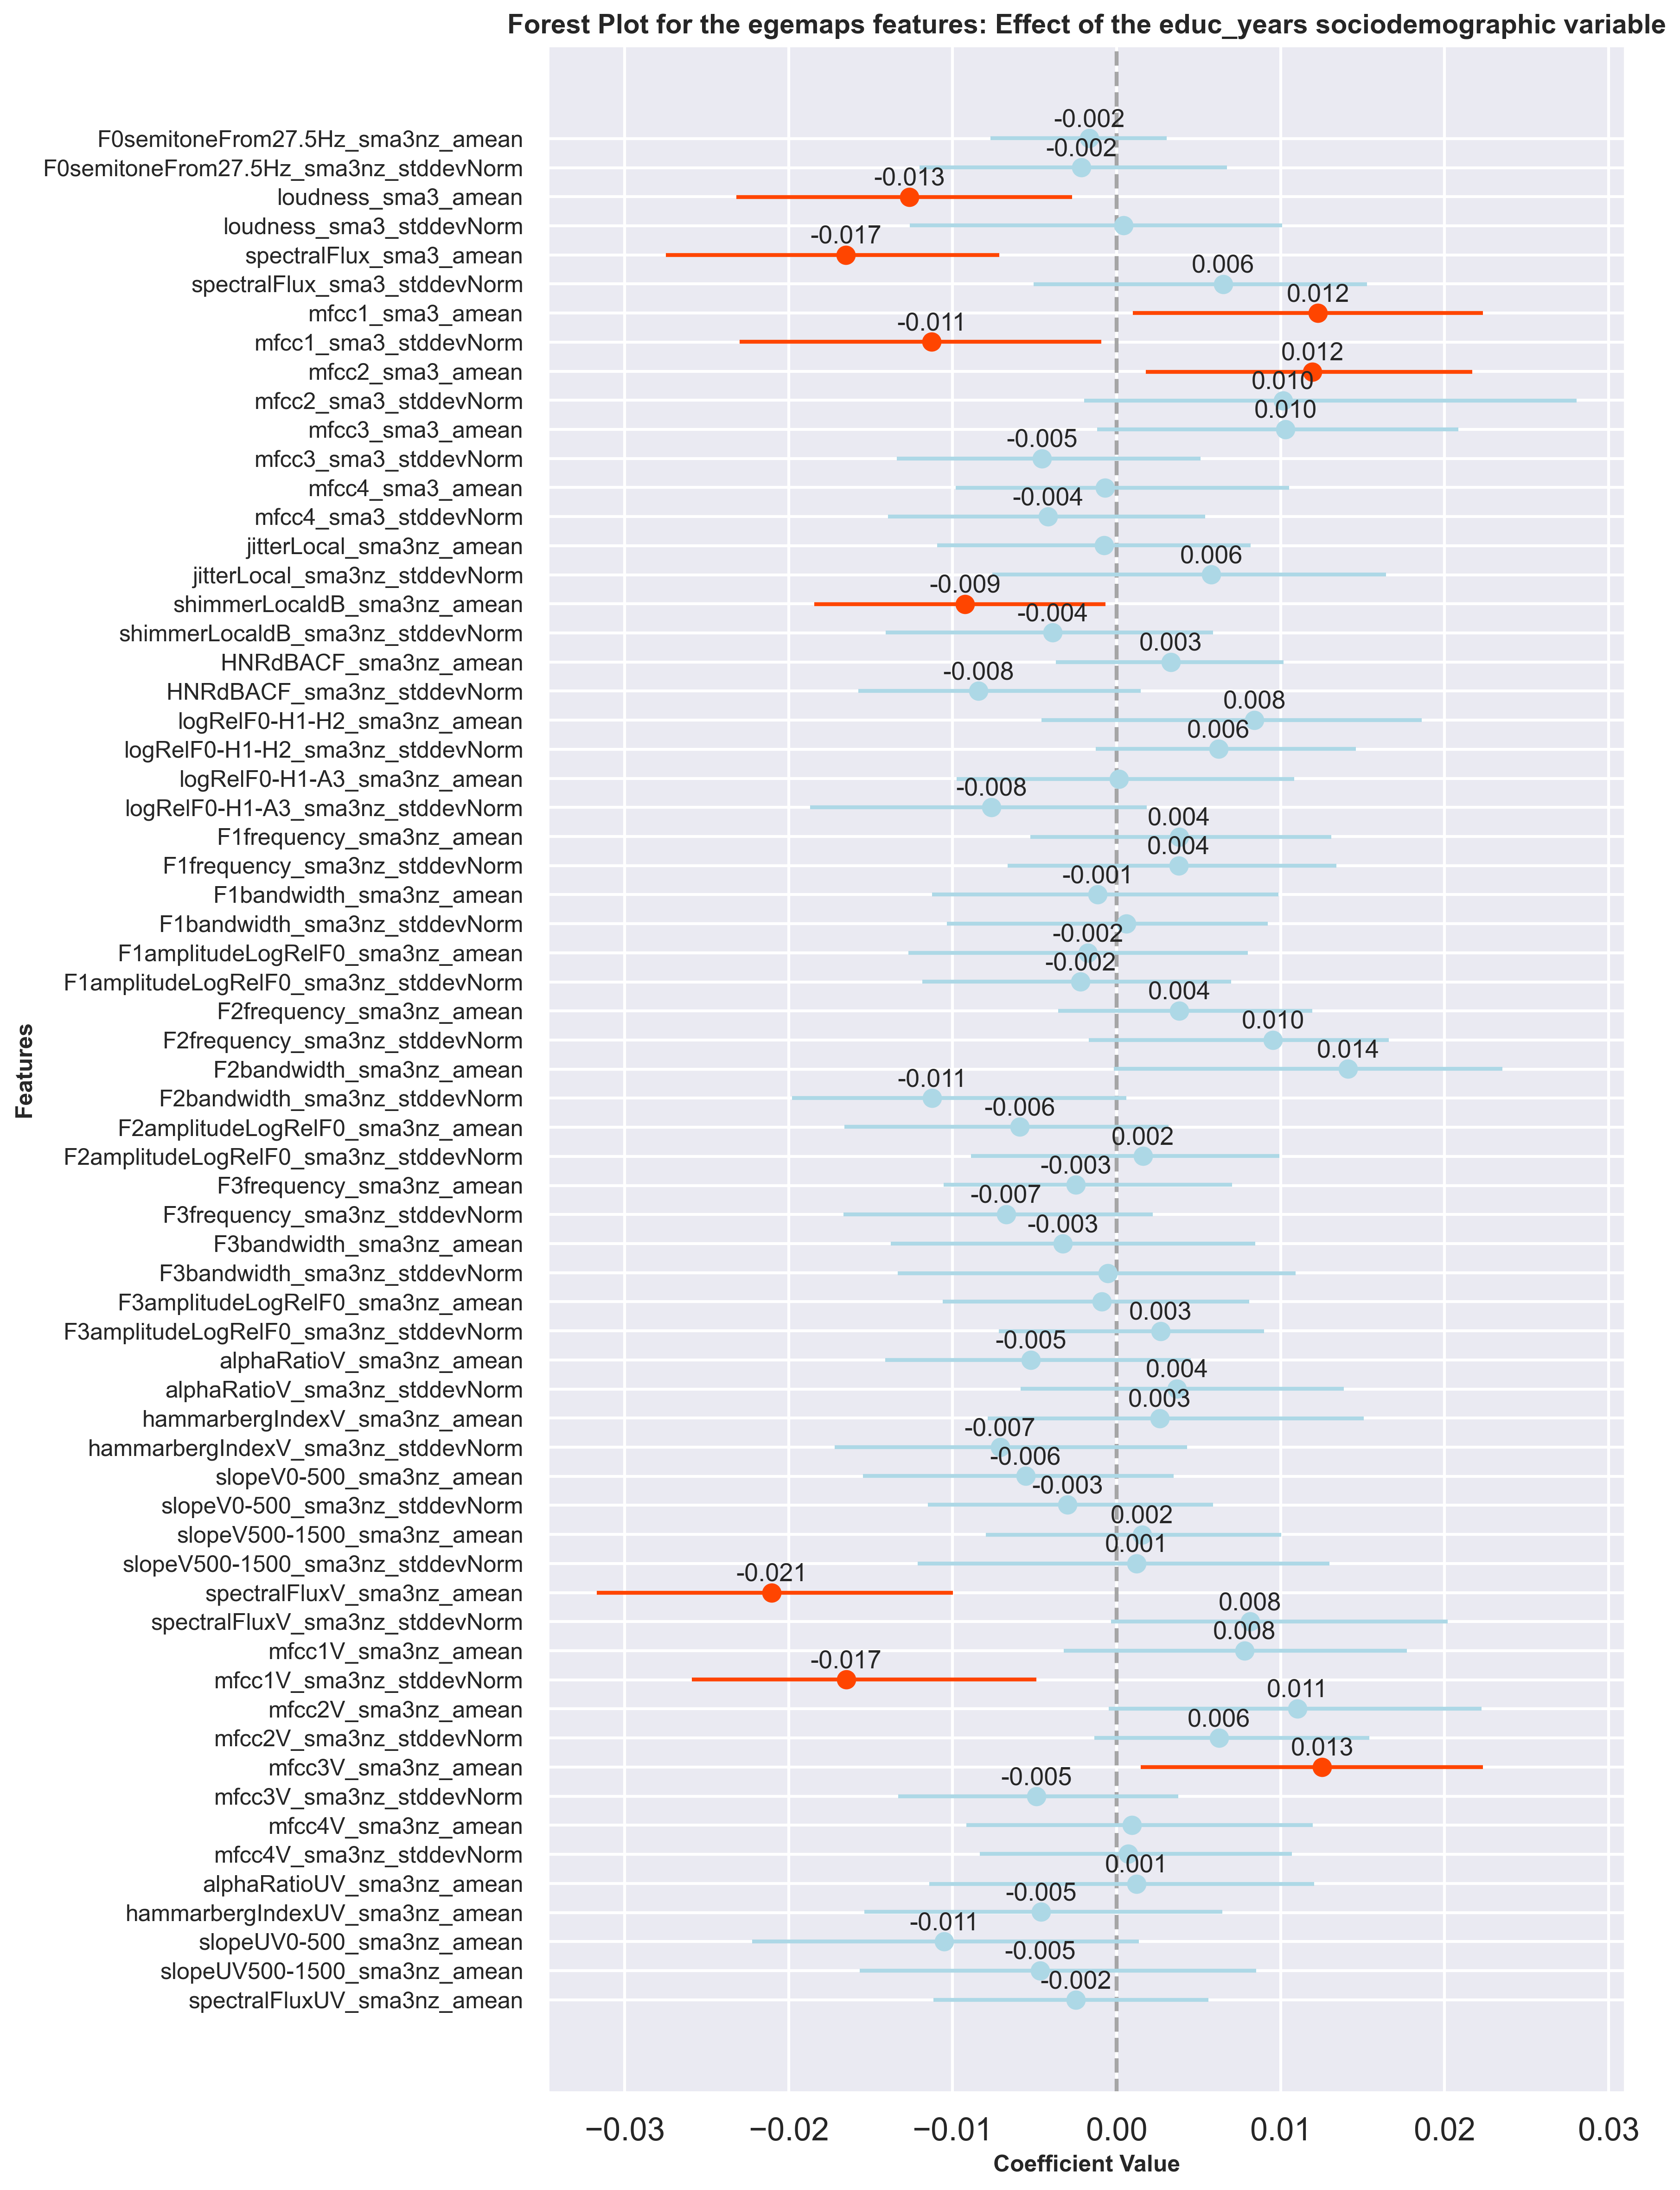 Forest Plot for the egemaps features: Effect of the educ_years sociodemographic variable
Features
F0semitoneFrom27.5Hz_sma3nz_amean -0.002
F0semitoneFrom27.5Hz_sma3nz_stddevNorm -0.002
loudness_sma3_amean -0.013
loudness_sma3_stddevNorm
spectralFlux_sma3_amean -0.017
spectralFlux_sma3_stddevNorm 0.006
mfcc1_sma3_amean 0.012
mfcc1_sma3_stddevNorm -0.011
mfcc2_sma3_amean 0.012
mfcc2_sma3_stddevNorm 0.010
mfcc3_sma3_amean 0.010
mfcc3_sma3_stddevNorm -0.005
mfcc4_sma3_amean
mfcc4_sma3_stddevNorm -0.004
jitterLocal_sma3nz_amean
jitterLocal_sma3nz_stddevNorm 0.006
shimmerLocaldB_sma3nz_amean -0.009
shimmerLocaldB_sma3nz_stddevNorm -0.004
HNRdBACF_sma3nz_amean 0.003
HNRdBACF_sma3nz_stddevNorm -0.008
logRelF0-H1-H2_sma3nz_amean 0.008
logRelF0-H1-H2_sma3nz_stddevNorm 0.006
logRelF0-H1-A3_sma3nz_amean
logRelF0-H1-A3_sma3nz_stddevNorm -0.008
F1frequency_sma3nz_amean 0.004
F1frequency_sma3nz_stddevNorm 0.004
F1bandwidth_sma3nz_amean -0.001
F1bandwidth_sma3nz_stddevNorm
F1amplitudeLogRelF0_sma3nz_amean -0.002
F1amplitudeLogRelF0_sma3nz_stddevNorm -0.002
F2frequency_sma3nz_amean 0.004
F2frequency_sma3nz_stddevNorm 0.010
F2bandwidth_sma3nz_amean 0.014
F2bandwidth_sma3nz_stddevNorm -0.011
F2amplitudeLogRelF0_sma3nz_amean -0.006
F2amplitudeLogRelF0_sma3nz_stddevNorm 0.002
F3frequency_sma3nz_amean -0.003
F3frequency_sma3nz_stddevNorm -0.007
F3bandwidth_sma3nz_amean -0.003
F3bandwidth_sma3nz_stddevNorm
F3amplitudeLogRelF0_sma3nz_amean
F3amplitudeLogRelF0_sma3nz_stddevNorm 0.003
alphaRatioV_sma3nz_amean -0.005
alphaRatioV_sma3nz_stddevNorm 0.004
hammarbergIndexV_sma3nz_amean 0.003
hammarbergIndexV_sma3nz_stddevNorm -0.007
slopeV0-500_sma3nz_amean -0.006
slopeV0-500_sma3nz_stddevNorm -0.003
slopeV500-1500_sma3nz_amean 0.002
slopeV500-1500_sma3nz_stddevNorm 0.001
spectralFluxV_sma3nz_amean -0.021
spectralFluxV_sma3nz_stddevNorm 0.008
mfcc1V_sma3nz_amean 0.008
mfcc1V_sma3nz_stddevNorm -0.017
mfcc2V_sma3nz_amean 0.011
mfcc2V_sma3nz_stddevNorm 0.006
mfcc3V_sma3nz_amean 0.013
mfcc3V_sma3nz_stddevNorm -0.005
mfcc4V_sma3nz_amean
mfcc4V_sma3nz_stddevNorm
alphaRatioUV_sma3nz_amean 0.001
hammarbergIndexUV_sma3nz_amean -0.005
slopeUV0-500_sma3nz_amean -0.011
slopeUV500-1500_sma3nz_amean -0.005
spectralFluxUV_sma3nz_amean -0.002
−0.03 −0.02 −0.01 0.00 0.01 0.02 0.03
Coefficient Value